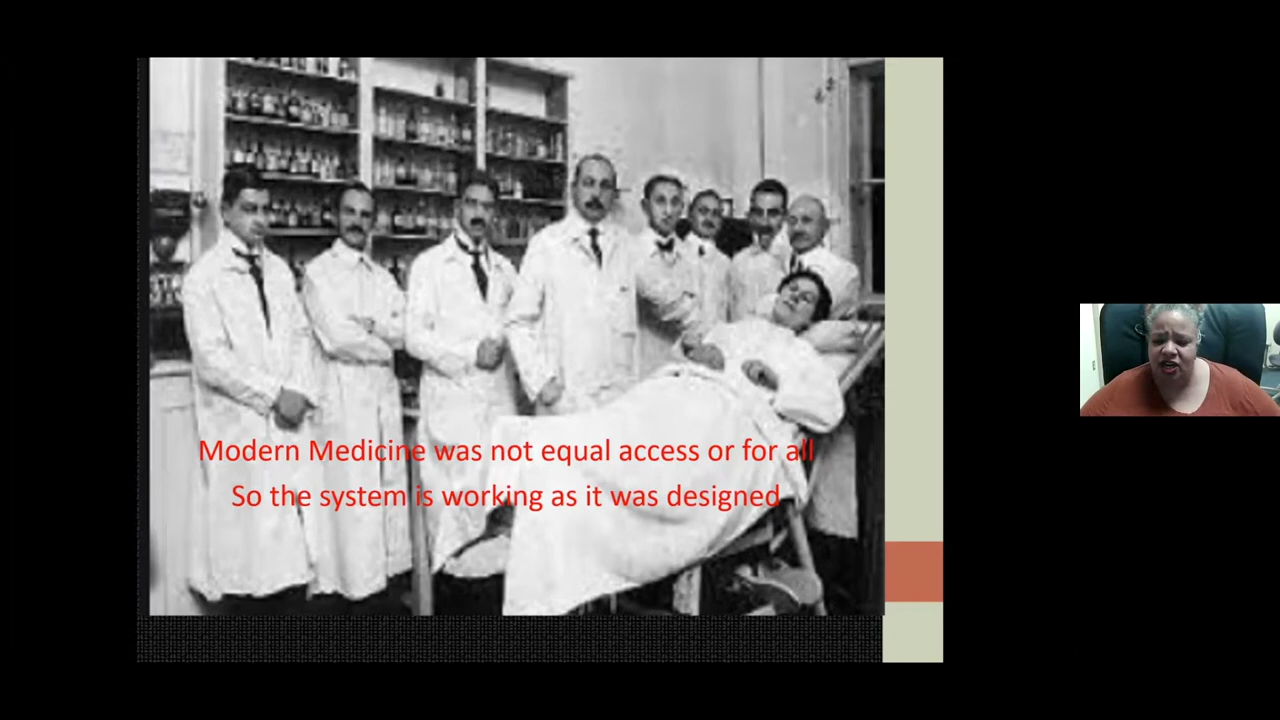 Modern Medicine was not equal access or for all
So the system is working as it was designed